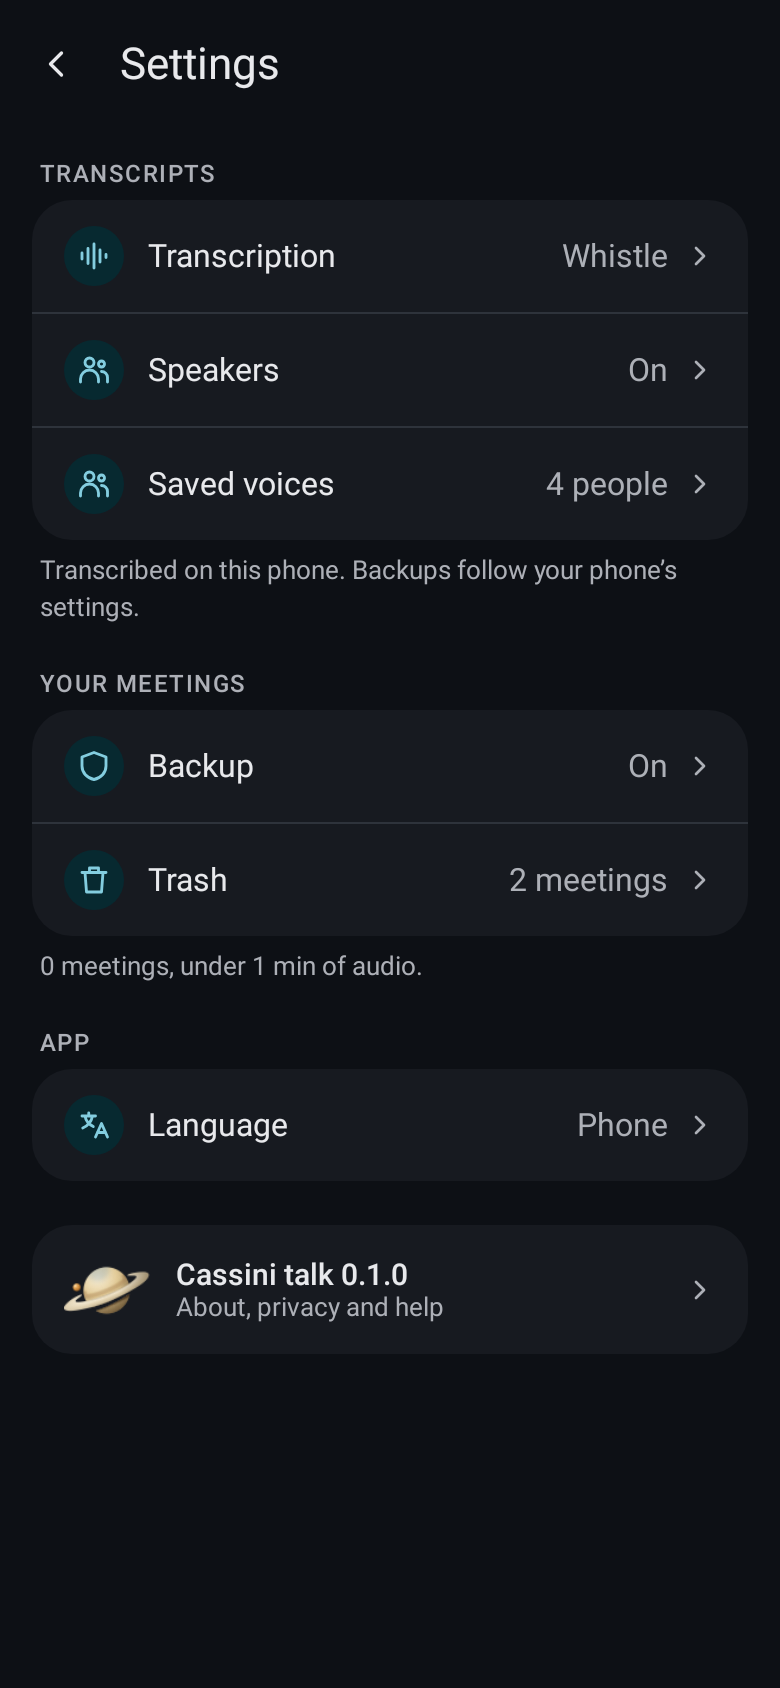 Settings
TRANSCRIPTS
Transcription Whistle
Speakers On
Saved voices 4 people
Transcribed on this phone. Backups follow your phone’s
settings.
YOUR MEETINGS
Backup On
Trash 2 meetings
0 meetings, under 1 min of audio.
APP
Language Phone
Cassini talk 0.1.0
About, privacy and help